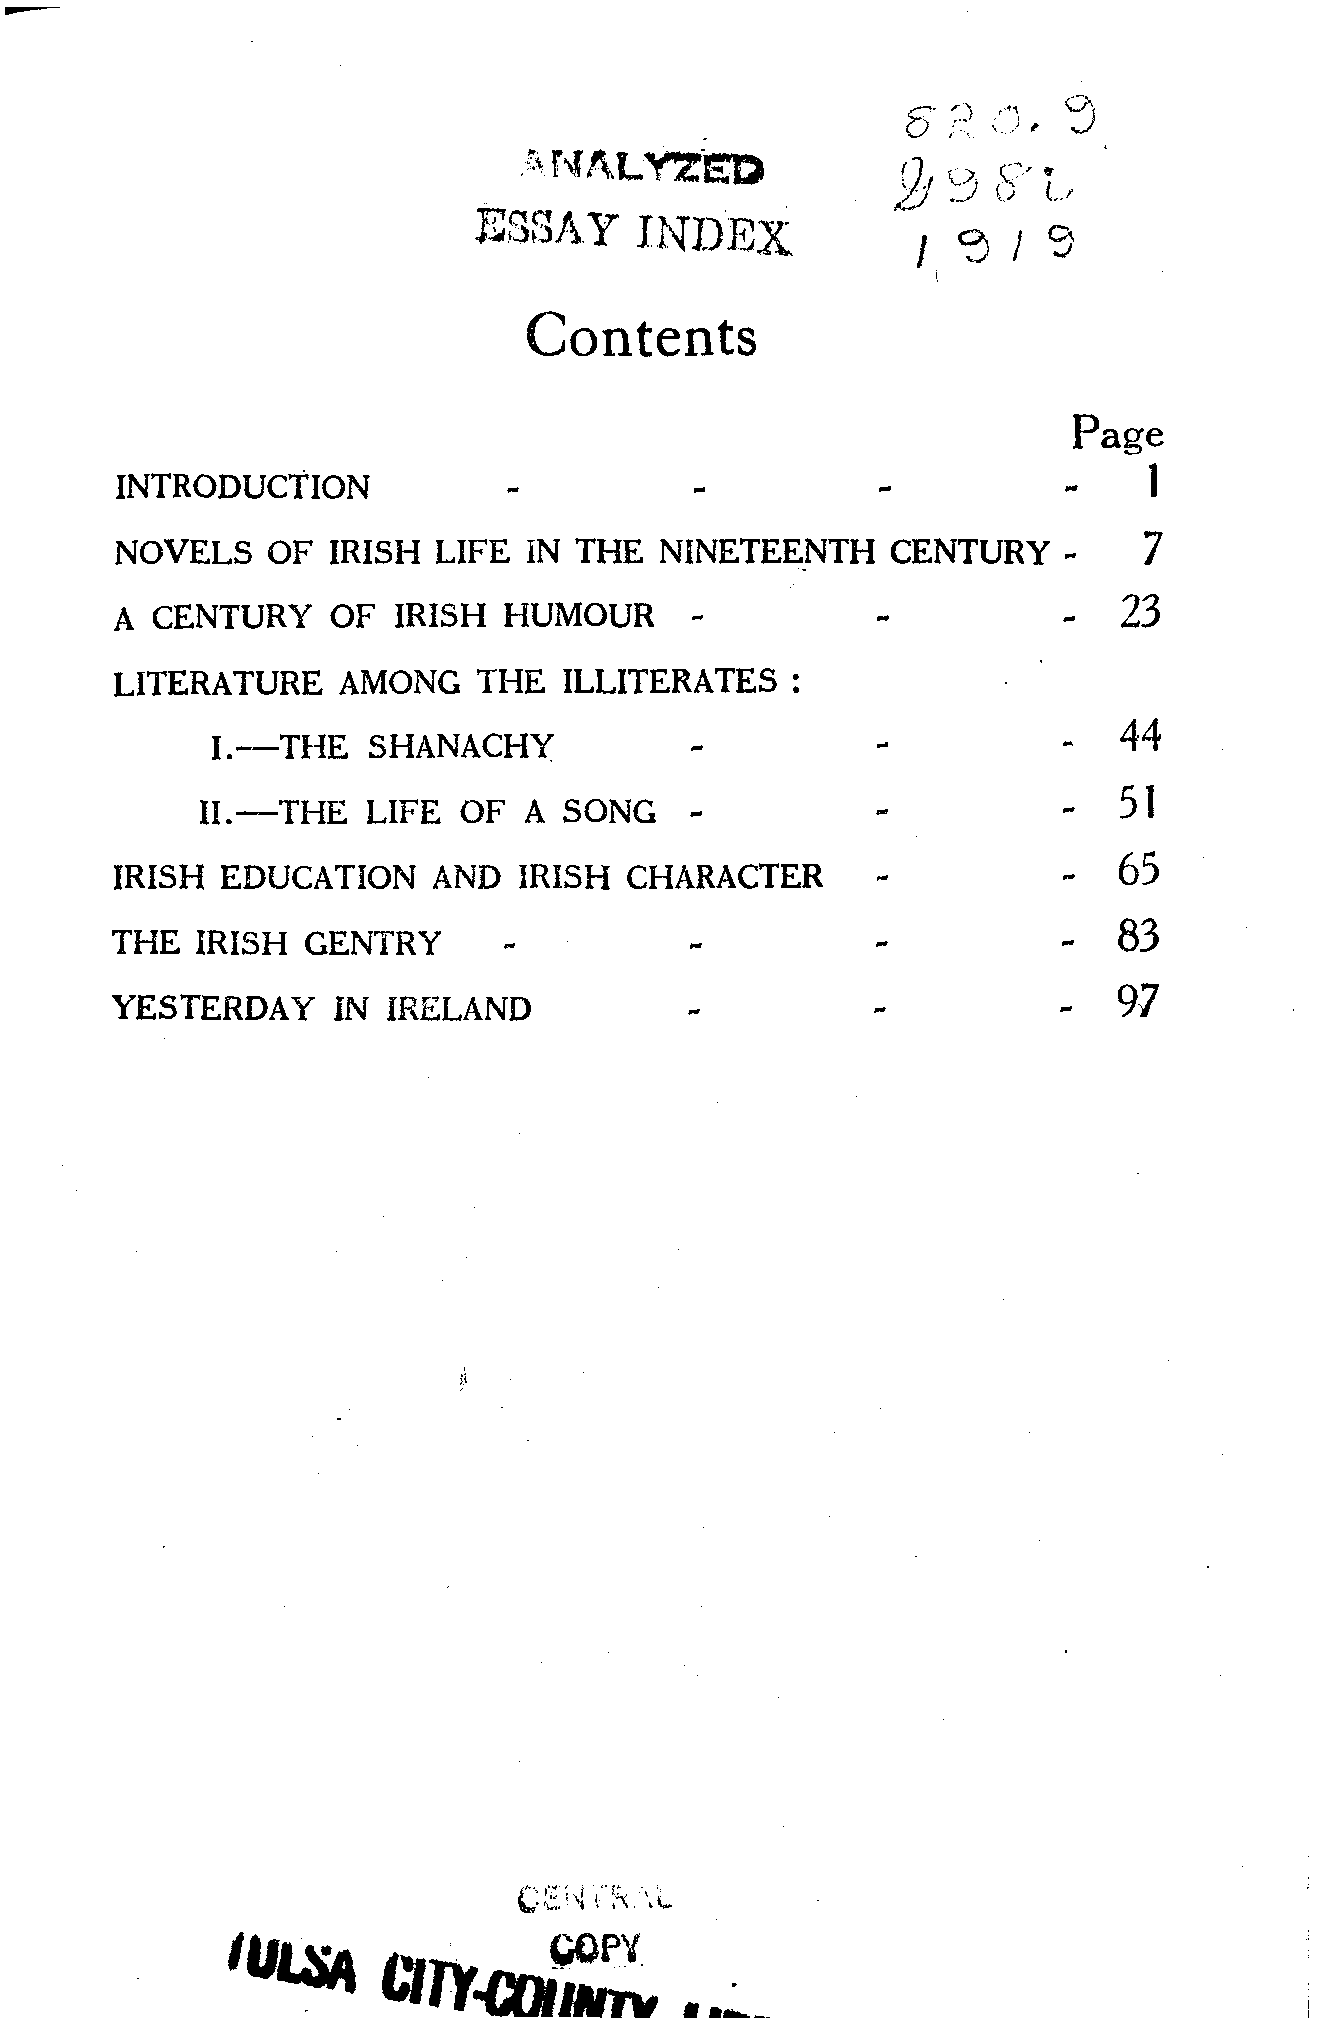 820.9
ANALYZED
G98i
ESSAY INDEX
1919
Contents
Page
INTRODUCTION - - - - 1
NOVELS OF IRISH LIFE IN THE NINETEENTH CENTURY - 7
A CENTURY OF IRISH HUMOUR - - - 23
LITERATURE AMONG THE ILLITERATES :
I.—THE SHANACHY - - - 44
II.—THE LIFE OF A SONG - - - 51
IRISH EDUCATION AND IRISH CHARACTER - - 65
THE IRISH GENTRY - - - - 83
YESTERDAY IN IRELAND - - - 97
CENTRAL
COPY
TULSA CITY-COUNTY